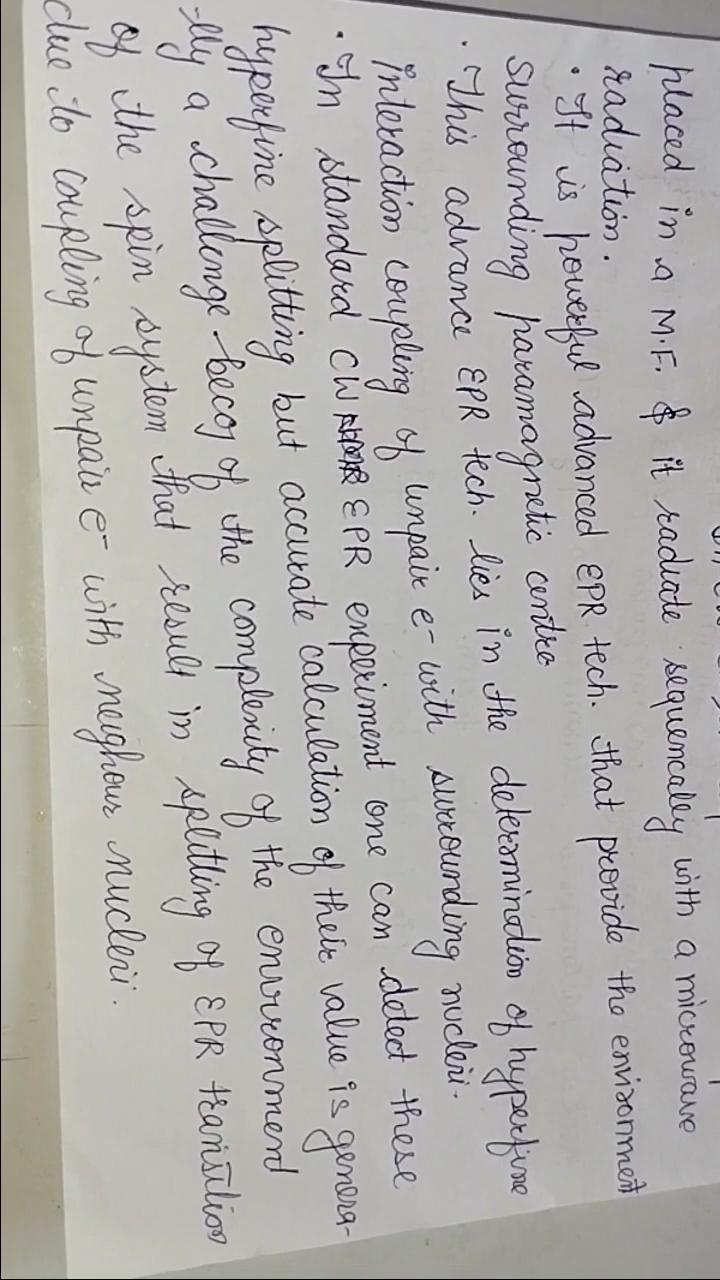 placed in a M.F. & it radiate sequencally with a microwave
radiation.
• It is powerful advanced EPR tech. that provide the environment
surrounding paramagnetic centre
• This advance EPR tech. lies in the determination of hyperfine
interaction coupling of unpair e⁻ with surrounding nucleii.
• In standard CW EPR experiment one can detect these
hyperfine splitting but accurate calculation of their value is genera-
-lly a challenge becoz of the complexity of the environment
of the spin system that result in splitting of EPR transition
due to coupling of unpair e⁻ with neighour nucleii.